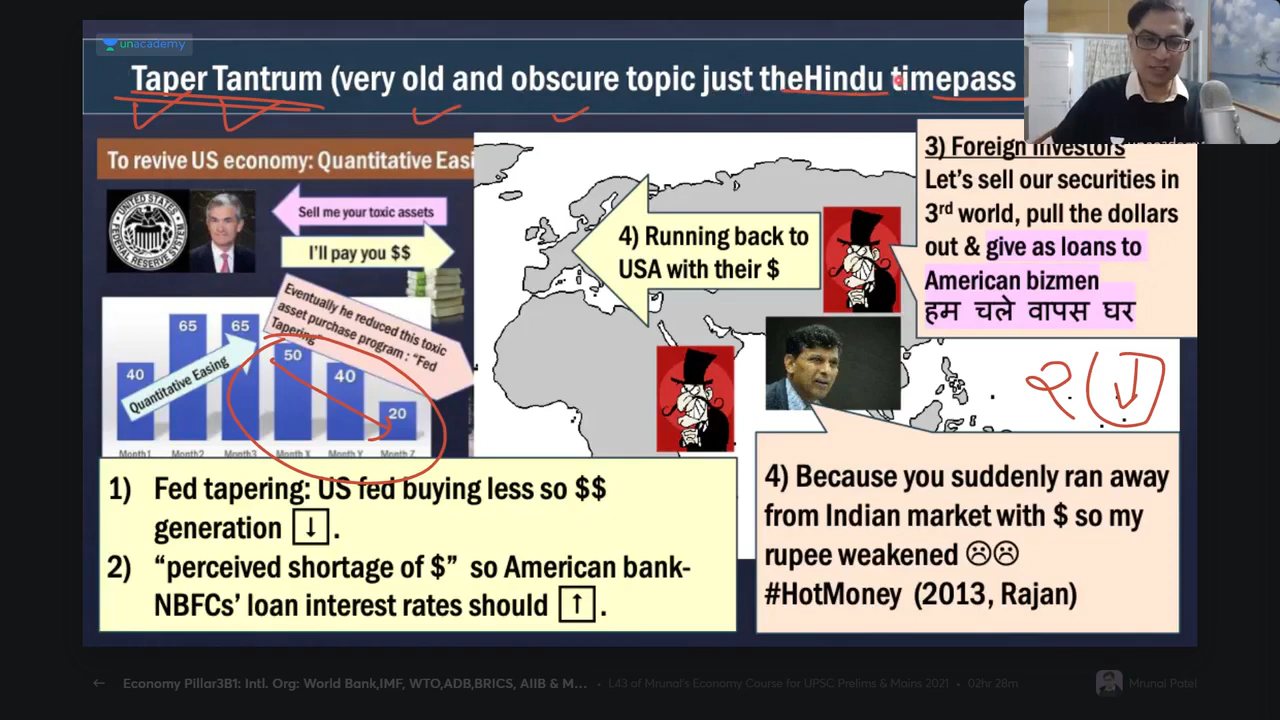 unacademy
Taper Tantrum (very old and obscure topic just theHindu timepass
To revive US economy: Quantitative Easi
UNITED STATES
FEDERAL RESERVE SYSTEM
Sell me your toxic assets
I'll pay you $$
Eventually he reduced this toxic
asset purchase program : "Fed
Tapering"
Quantitative Easing
40
65
65
50
40
20
Month1
Month2
Month3
Month X
Month Y
Month Z
4) Running back to
USA with their $
3) Foreign Investors
Let's sell our securities in
3rd world, pull the dollars
out & give as loans to
American bizmen
हम चले वापस घर
1) Fed tapering: US fed buying less so $$
generation ↓.
2) "perceived shortage of $" so American bank-
NBFCs' loan interest rates should ↑.
4) Because you suddenly ran away
from Indian market with $ so my
rupee weakened ☹☹
#HotMoney (2013, Rajan)
← Economy Pillar3B1: Intl. Org: World Bank,IMF, WTO,ADB,BRICS, AIIB & M... • L43 of Mrunal's Economy Course for UPSC Prelims & Mains 2021 • 02hr 28m
Mrunal Patel